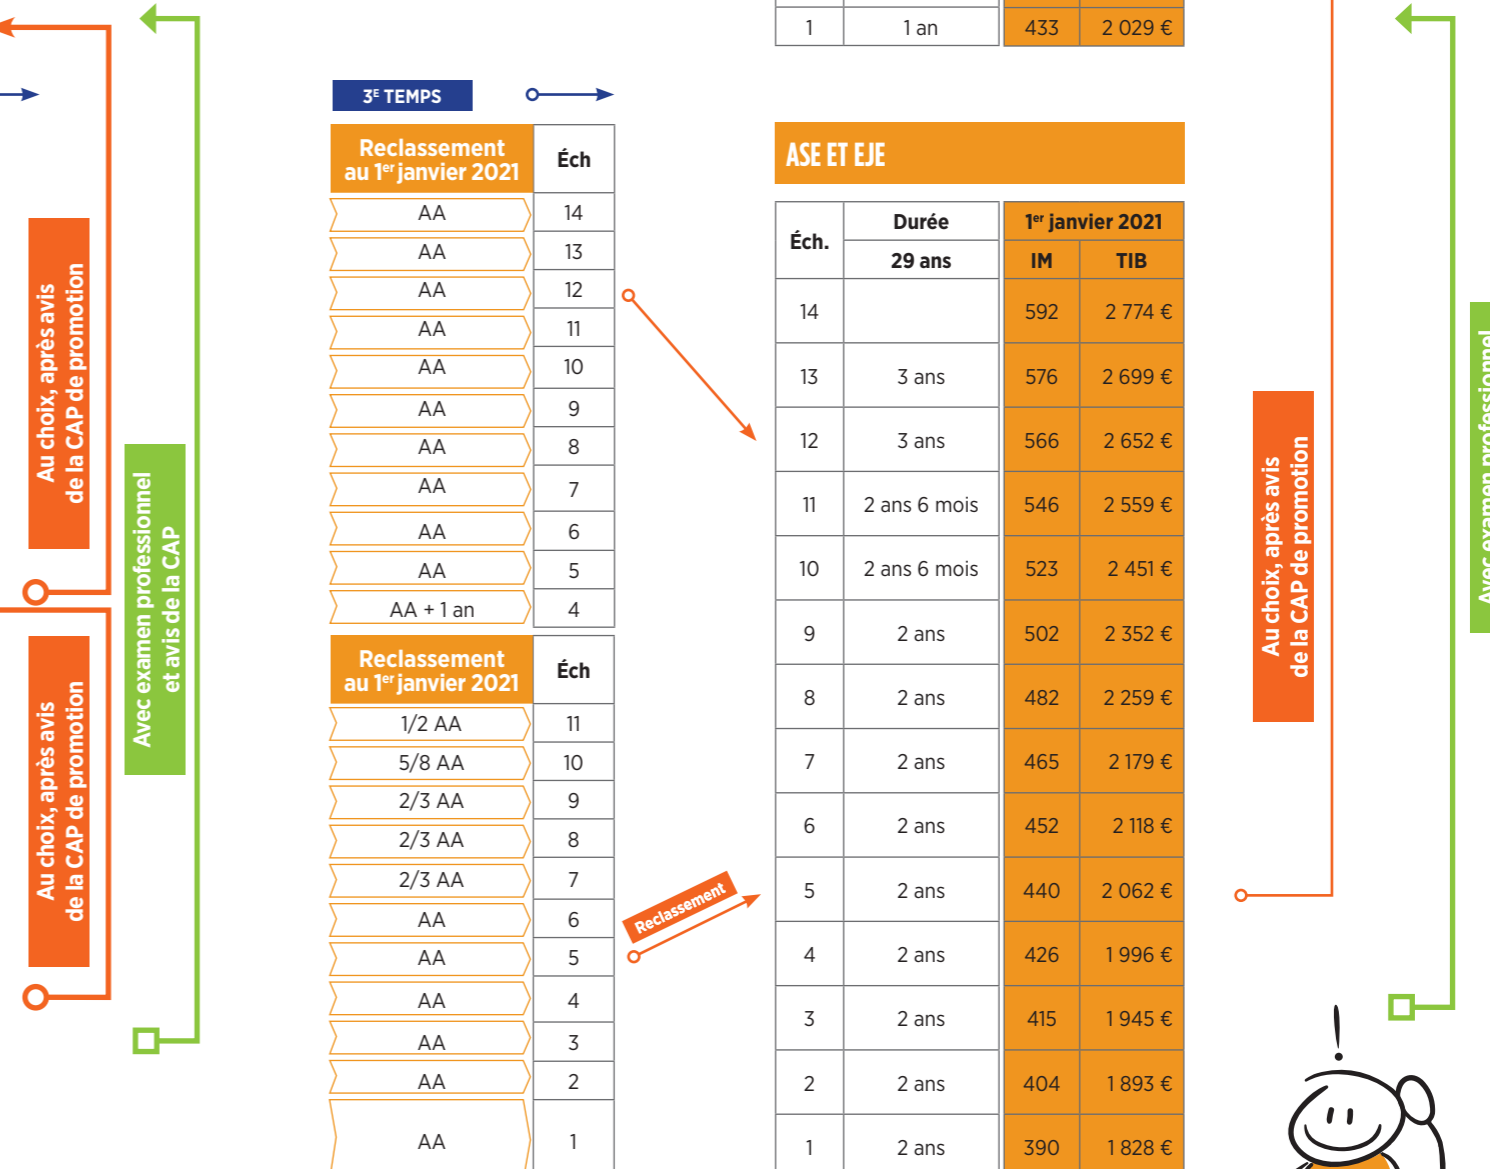 1 1 an 433 2 029 €
3E TEMPS
Reclassement
au 1er janvier 2021
Éch
AA 14
AA 13
AA 12
AA 11
AA 10
AA 9
AA 8
AA 7
AA 6
AA 5
AA + 1 an 4
Reclassement
au 1er janvier 2021
Éch
1/2 AA 11
5/8 AA 10
2/3 AA 9
2/3 AA 8
2/3 AA 7
AA 6
AA 5
AA 4
AA 3
AA 2
AA 1
Au choix, après avis
de la CAP de promotion
Au choix, après avis
de la CAP de promotion
Avec examen professionnel
et avis de la CAP
Reclassement
ASE ET EJE
Éch. Durée 1er janvier 2021
29 ans IM TIB
14 592 2 774 €
13 3 ans 576 2 699 €
12 3 ans 566 2 652 €
11 2 ans 6 mois 546 2 559 €
10 2 ans 6 mois 523 2 451 €
9 2 ans 502 2 352 €
8 2 ans 482 2 259 €
7 2 ans 465 2 179 €
6 2 ans 452 2 118 €
5 2 ans 440 2 062 €
4 2 ans 426 1 996 €
3 2 ans 415 1 945 €
2 2 ans 404 1 893 €
1 2 ans 390 1 828 €
Au choix, après avis
de la CAP de promotion
Avec examen professionnel
!